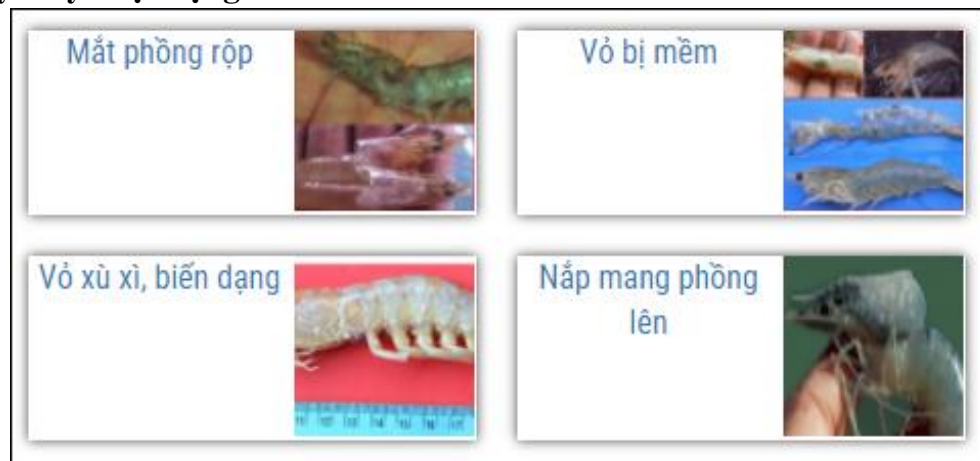 Mắt phồng rộp
Vỏ bị mềm
Vỏ xù xì, biến dạng
Nắp mang phồng
lên